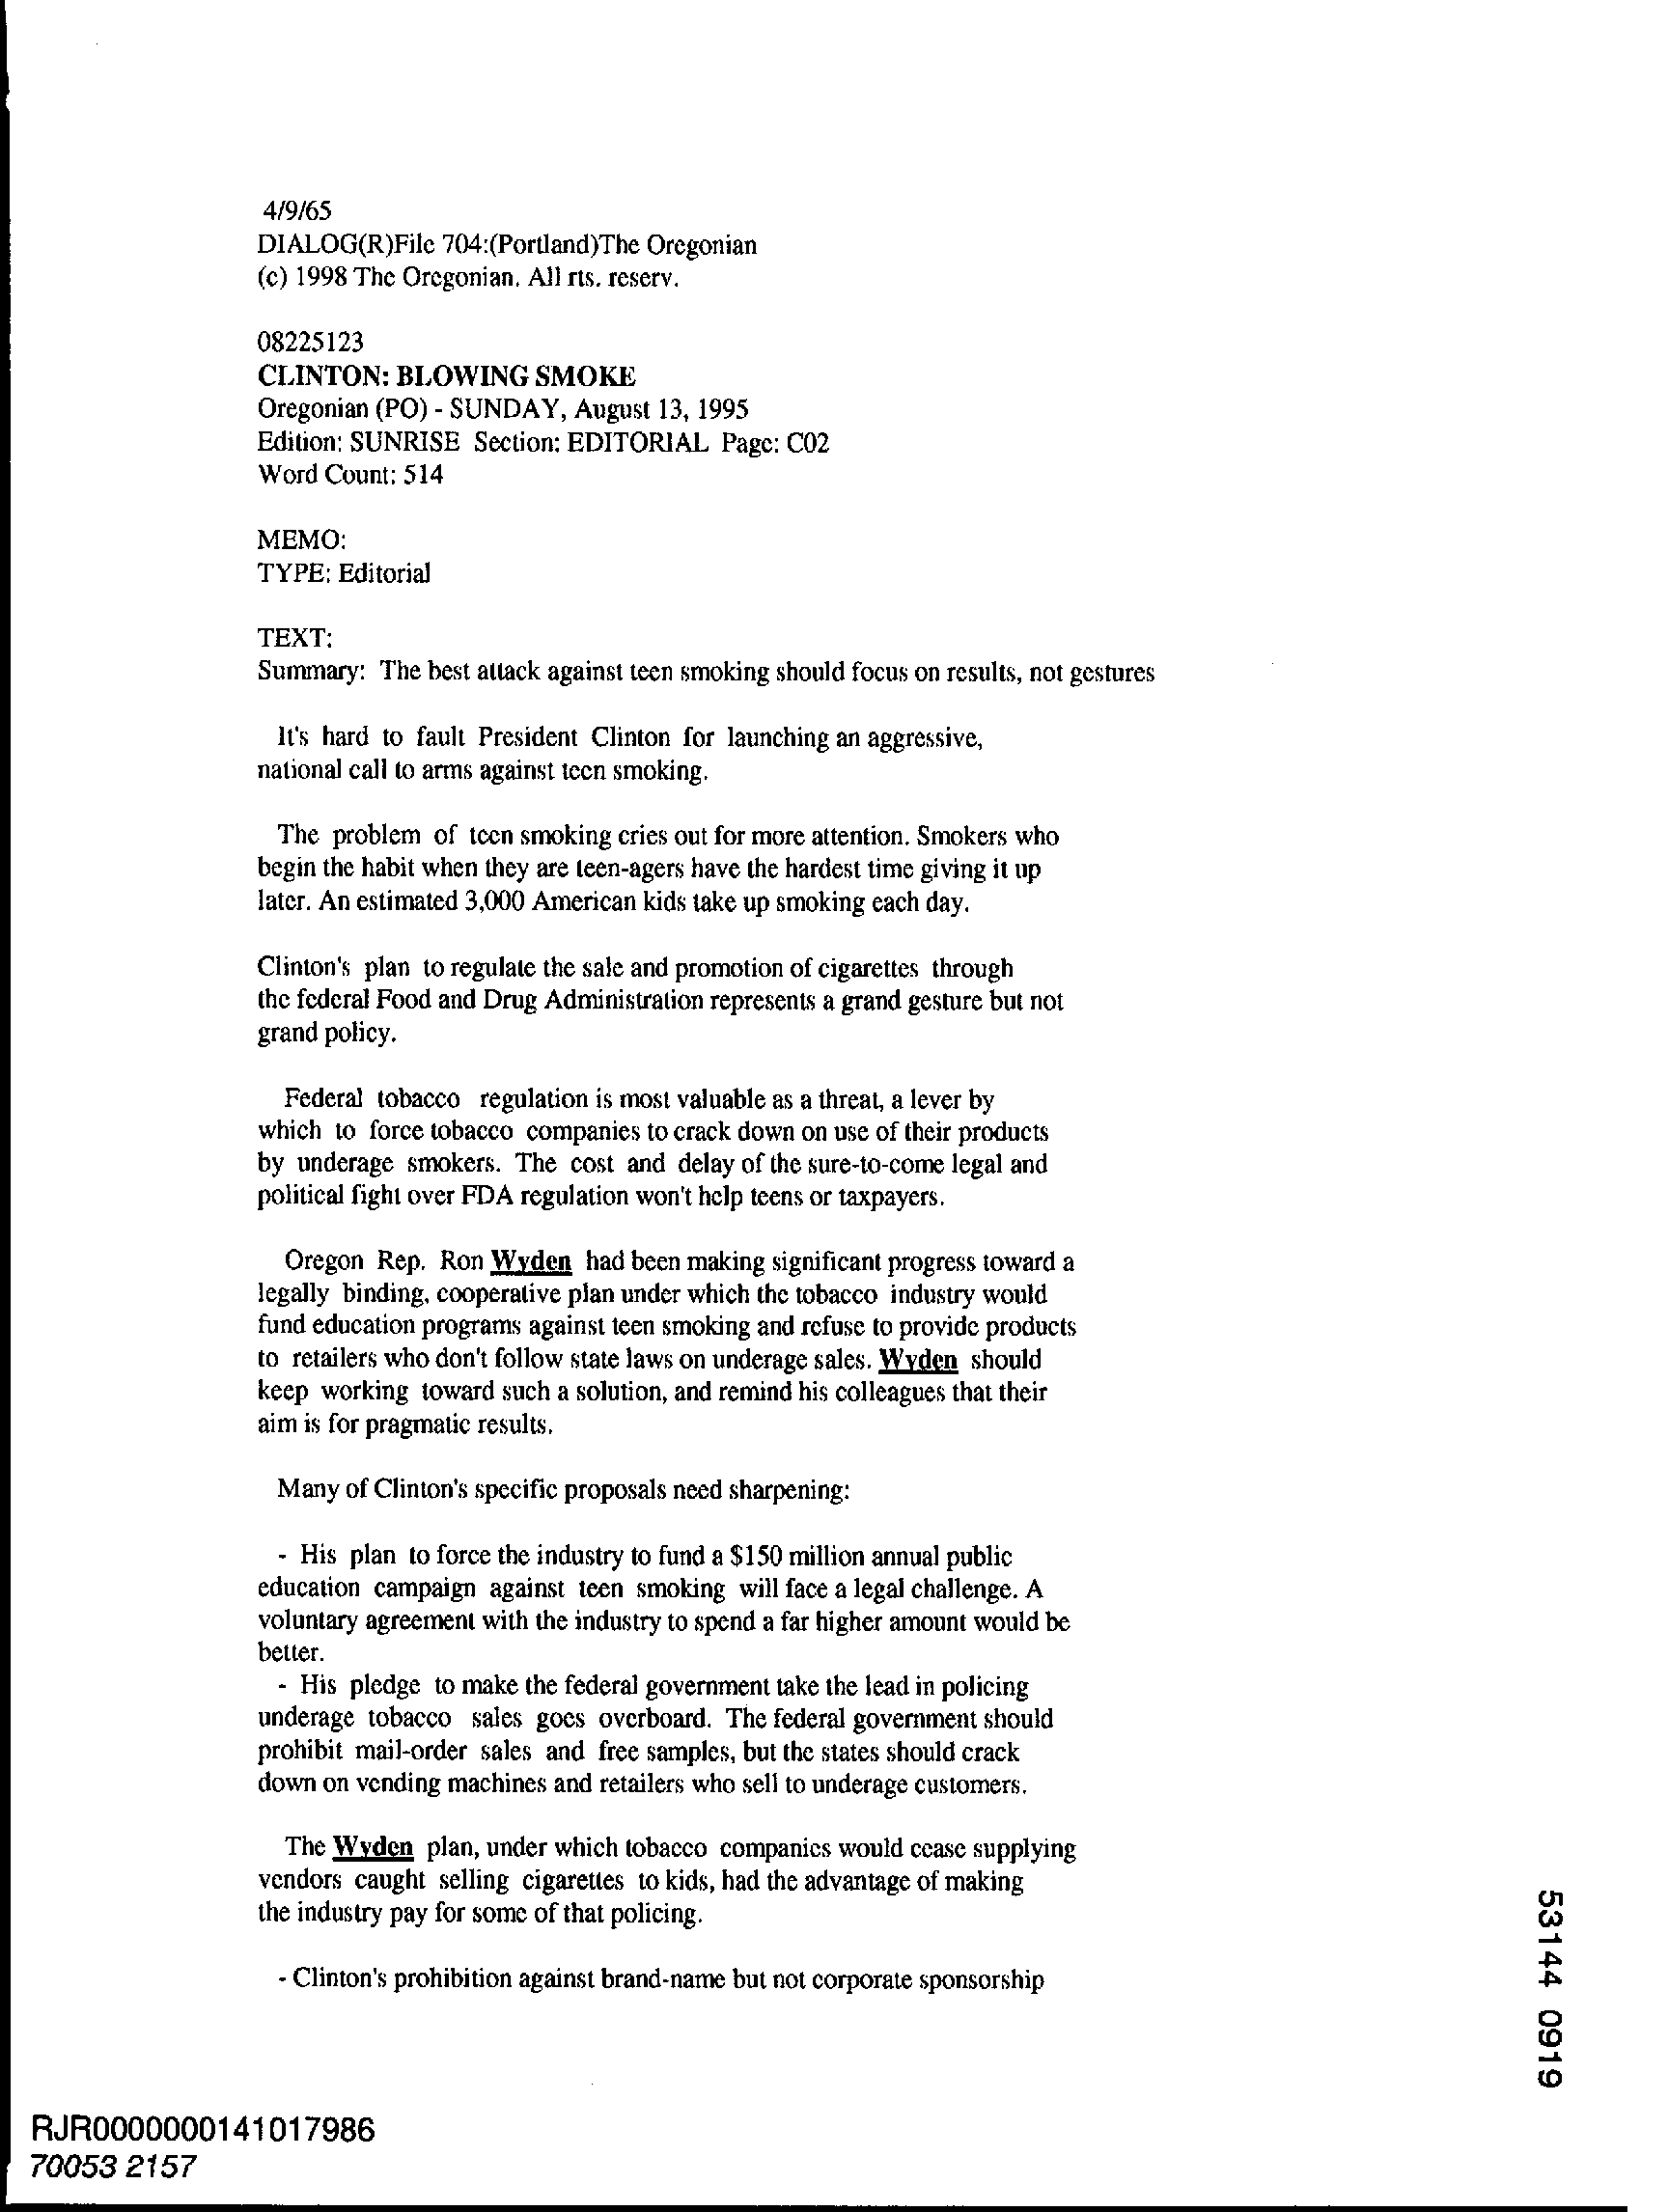 4/9/65
DIALOG(R)File 704:(Portland)The Oregonian
(c) 1998 The Oregonian. All rts. reserv.
08225123
CLINTON: BLOWING SMOKE
Oregonian (PO) - SUNDAY, August 13, 1995
Edition: SUNRISE Section: EDITORIAL Page: C02
Word Count: 514
MEMO:
TYPE: Editorial
TEXT:
Summary: The best attack against teen smoking should focus on results, not gestures
It's hard to fault President Clinton for launching an aggressive,
national call to arms against teen smoking.
The problem of teen smoking cries out for more attention. Smokers who
begin the habit when they are teen-agers have the hardest time giving it up
later. An estimated 3,000 American kids take up smoking each day.
Clinton's plan to regulate the sale and promotion of cigarettes through
the federal Food and Drug Administration represents a grand gesture but not
grand policy.
Federal tobacco regulation is most valuable as a threat, a lever by
which to force tobacco companies to crack down on use of their products
by underage smokers. The cost and delay of the sure-to-come legal and
political fight over FDA regulation won't help teens or taxpayers.
Oregon Rep. Ron Wyden had been making significant progress toward a
legally binding, cooperative plan under which the tobacco industry would
fund education programs against teen smoking and refuse to provide products
to retailers who don't follow state laws on underage sales. Wyden should
keep working toward such a solution, and remind his colleagues that their
aim is for pragmatic results.
Many of Clinton's specific proposals need sharpening:
- His plan to force the industry to fund a $150 million annual public
education campaign against teen smoking will face a legal challenge. A
voluntary agreement with the industry to spend a far higher amount would be
better.
- His pledge to make the federal government take the lead in policing
underage tobacco sales goes overboard. The federal government should
prohibit mail-order sales and free samples, but the states should crack
down on vending machines and retailers who sell to underage customers.
The Wyden plan, under which tobacco companies would cease supplying
vendors caught selling cigarettes to kids, had the advantage of making
the industry pay for some of that policing.
- Clinton's prohibition against brand-name but not corporate sponsorship
53144 0919
RJR0000000141017986
70053 2157